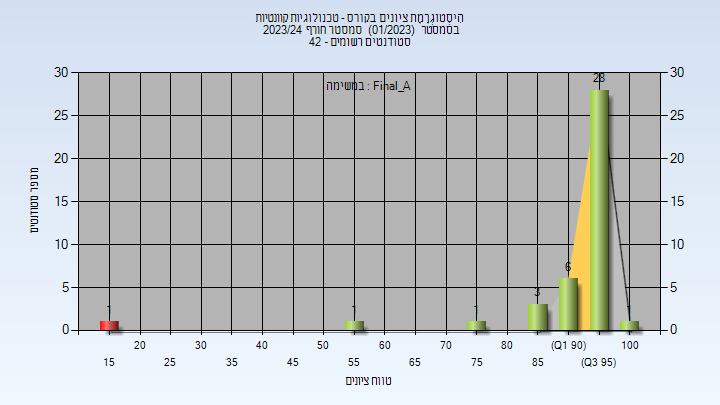 היסטוגרמת ציונים בקורס - טכנולוגיות קוונטיות
בסמסטר (01/2023) סמסטר חורף 2023/24
סטודנטים רשומים - 42
במשימה : Final_A
30 30
28
25 25
20 20
15 15
10 10
6
5 5
3
1 1 1 1
0 0
מספר סטודנטים
20 30 40 50 60 70 80 (Q1 90) 100
15 25 35 45 55 65 75 85 (Q3 95)
טווח ציונים